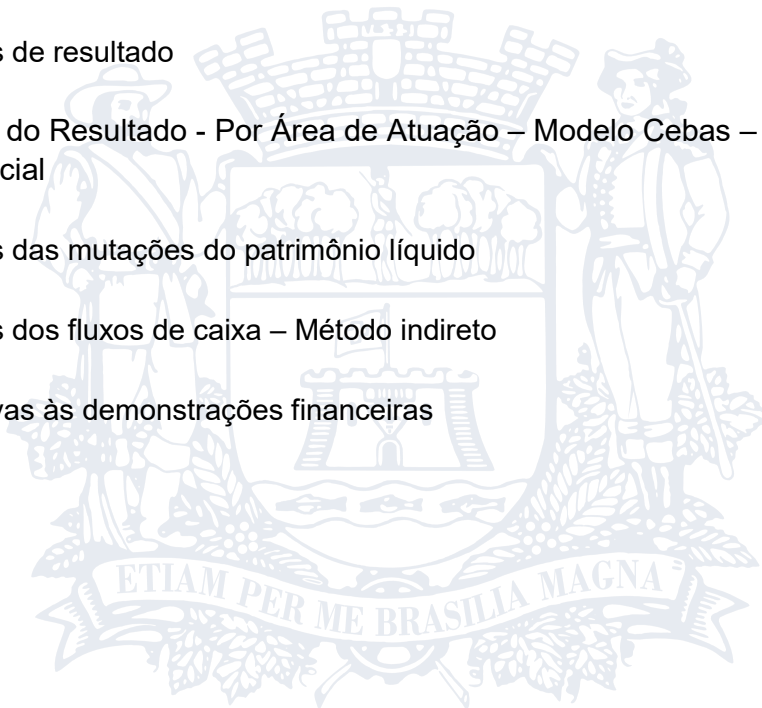 s de resultado
do Resultado - Por Área de Atuação – Modelo Cebas –
cial
s das mutações do patrimônio líquido
s dos fluxos de caixa – Método indireto
vas às demonstrações financeiras
ETIAM PER ME BRASILIA MAGNA